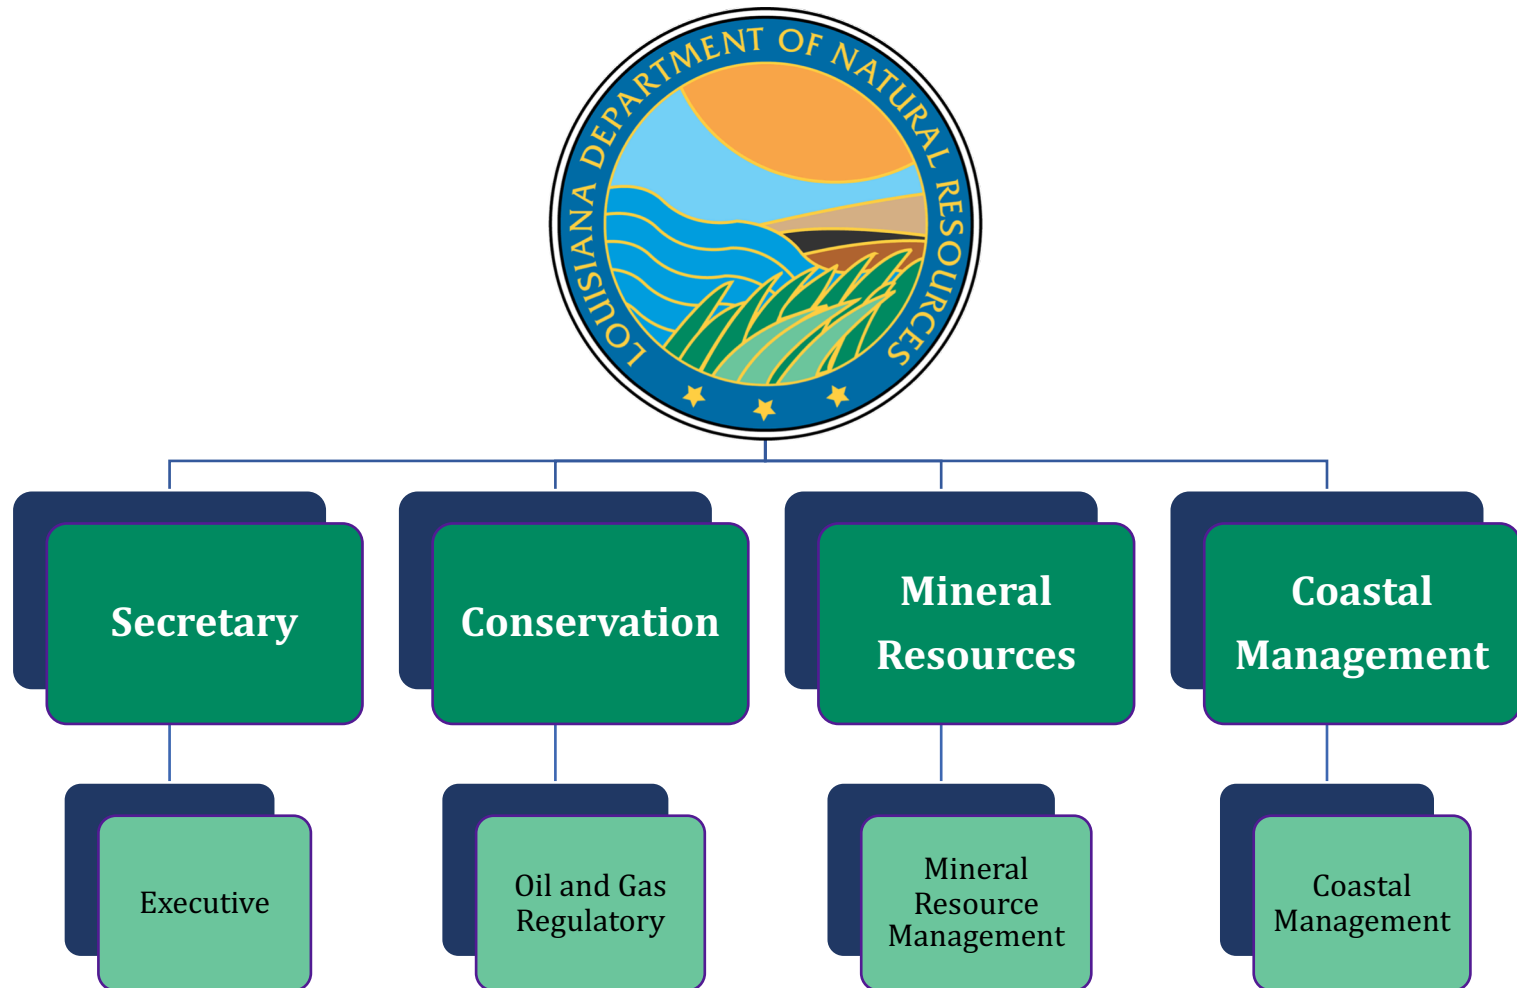 LOUISIANA DEPARTMENT OF NATURAL RESOURCES
Secretary
Conservation
Mineral
Resources
Coastal
Management
Executive
Oil and Gas
Regulatory
Mineral
Resource
Management
Coastal
Management